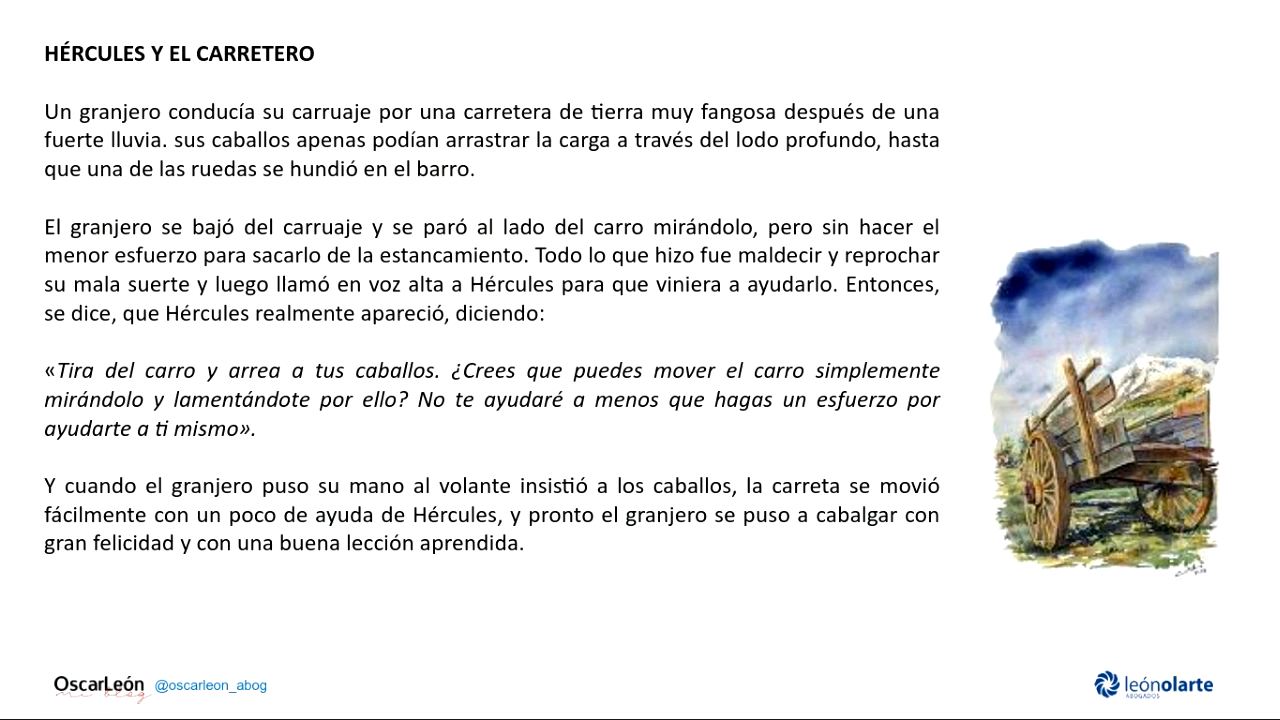 HÉRCULES Y EL CARRETERO
Un granjero conducía su carruaje por una carretera de tierra muy fangosa después de una
fuerte lluvia. sus caballos apenas podían arrastrar la carga a través del lodo profundo, hasta
que una de las ruedas se hundió en el barro.
El granjero se bajó del carruaje y se paró al lado del carro mirándolo, pero sin hacer el
menor esfuerzo para sacarlo de la estancamiento. Todo lo que hizo fue maldecir y reprochar
su mala suerte y luego llamó en voz alta a Hércules para que viniera a ayudarlo. Entonces,
se dice, que Hércules realmente apareció, diciendo:
«Tira del carro y arrea a tus caballos. ¿Crees que puedes mover el carro simplemente
mirándolo y lamentándote por ello? No te ayudaré a menos que hagas un esfuerzo por
ayudarte a ti mismo».
Y cuando el granjero puso su mano al volante insistió a los caballos, la carreta se movió
fácilmente con un poco de ayuda de Hércules, y pronto el granjero se puso a cabalgar con
gran felicidad y con una buena lección aprendida.
OscarLeón
mi blog
@oscarleon_abog
leónolarte
ABOGADOS